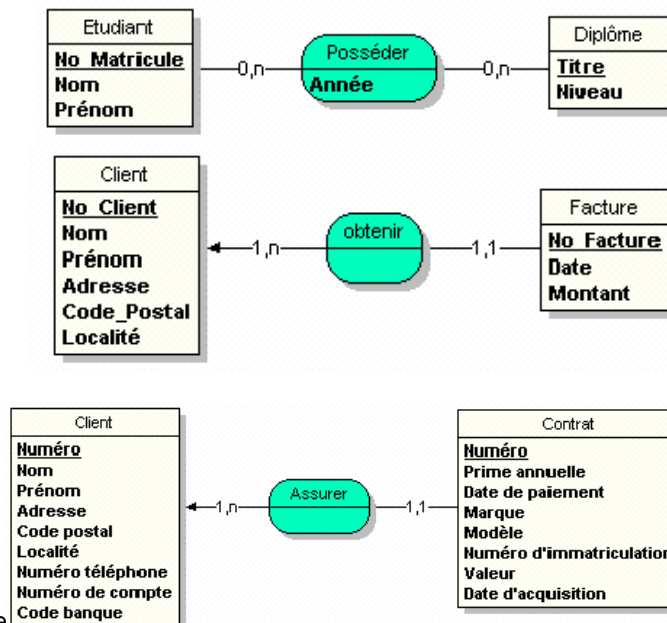 Etudiant
No_Matricule
Nom
Prénom
0,n
Posséder
Année
0,n
Diplôme
Titre
Niveau
Client
No_Client
Nom
Prénom
Adresse
Code_Postal
Localité
1,n
obtenir
1,1
Facture
No_Facture
Date
Montant
Client
Numéro
Nom
Prénom
Adresse
Code postal
Localité
Numéro téléphone
Numéro de compte
Code banque
1,n
Assurer
1,1
Contrat
Numéro
Prime annuelle
Date de paiement
Marque
Modèle
Numéro d'immatriculation
Valeur
Date d'acquisition
e